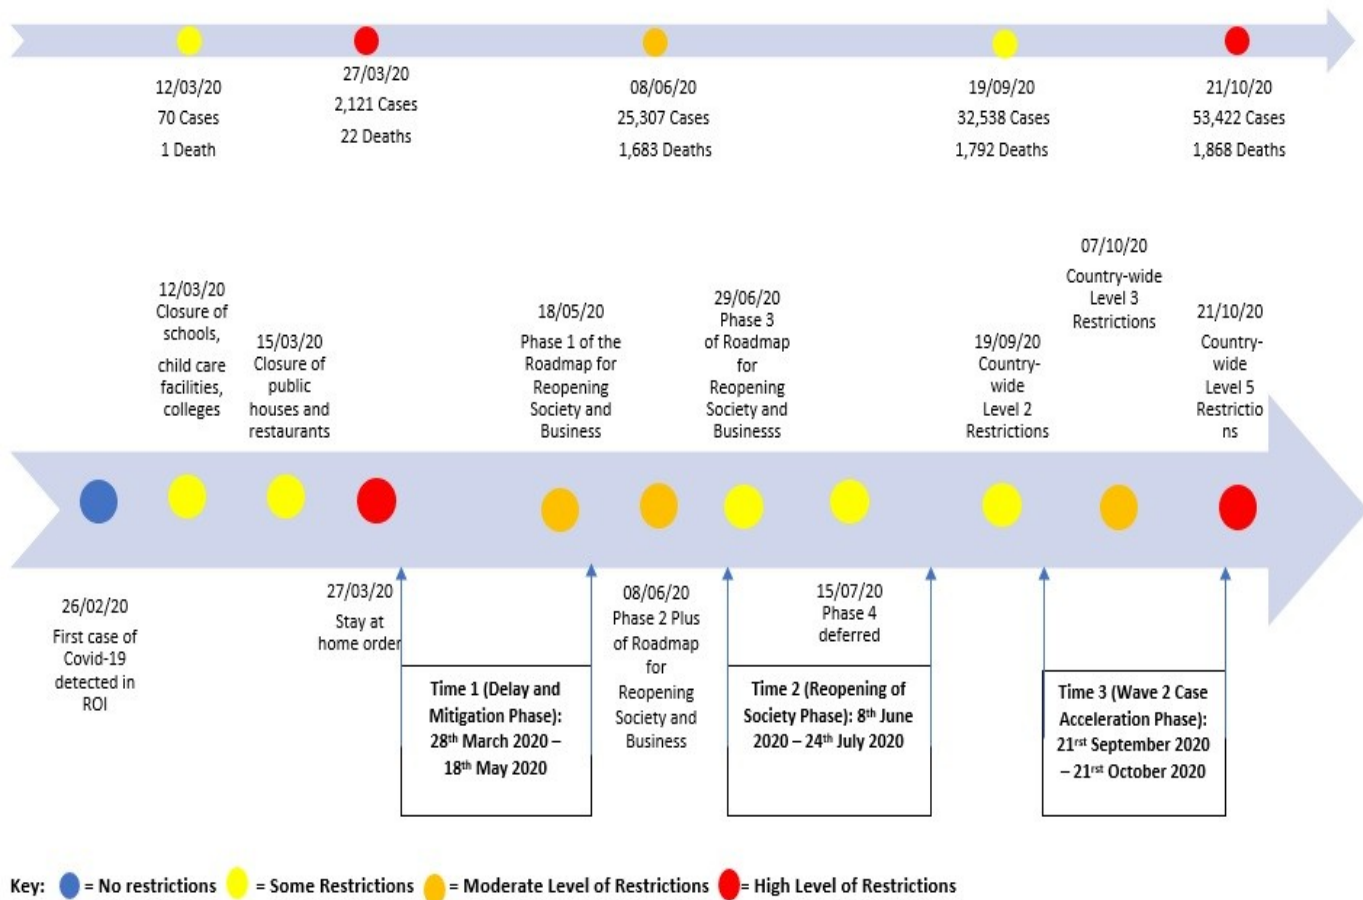 12/03/20
70 Cases
1 Death
27/03/20
2,121 Cases
22 Deaths
08/06/20
25,307 Cases
1,683 Deaths
19/09/20
32,538 Cases
1,792 Deaths
21/10/20
53,422 Cases
1,868 Deaths
12/03/20
Closure of
schools,
child care
facilities,
colleges
15/03/20
Closure of
public
houses and
restaurants
18/05/20
Phase 1 of the
Roadmap for
Reopening
Society and
Business
29/06/20
Phase 3
of Roadmap
for
Reopening
Society and
Businesss
19/09/20
Country-
wide
Level 2
Restrictions
07/10/20
Country-wide
Level 3
Restrictions
21/10/20
Country-
wide
Level 5
Restrictio
ns
26/02/20
First case of
Covid-19
detected in
ROI
27/03/20
Stay at
home order
08/06/20
Phase 2 Plus
of Roadmap
for
Reopening
Society and
Business
15/07/20
Phase 4
deferred
Time 1 (Delay and
Mitigation Phase):
28th March 2020 –
18th May 2020
Time 2 (Reopening of
Society Phase): 8th June
2020 – 24th July 2020
Time 3 (Wave 2 Case
Acceleration Phase):
21rst September 2020
– 21rst October 2020
Key: = No restrictions = Some Restrictions = Moderate Level of Restrictions = High Level of Restrictions